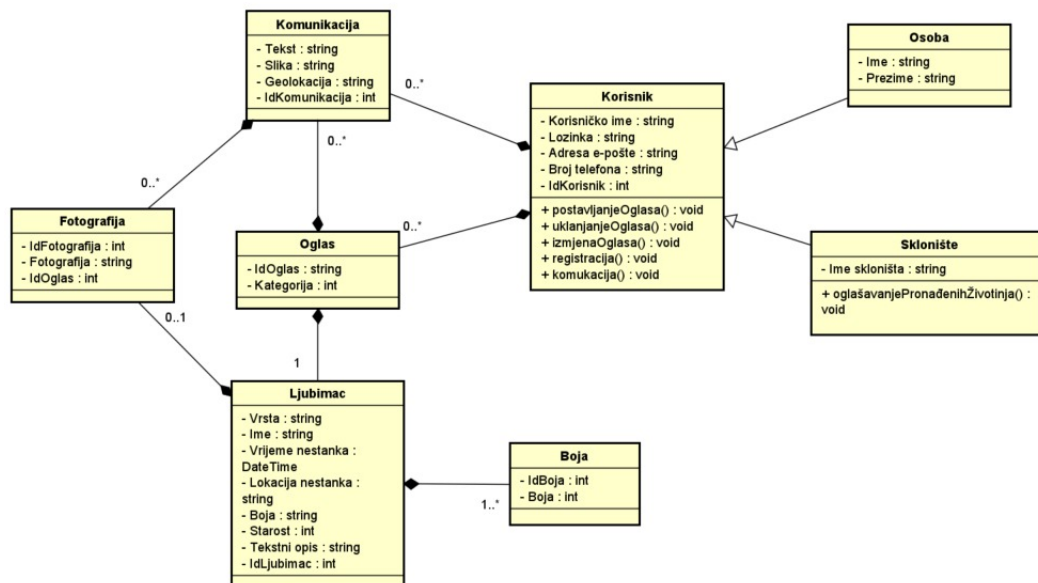 Komunikacija
- Tekst : string
- Slika : string
- Geolokacija : string
- IdKomunikacija : int
0..*
0..*
0..*
Osoba
- Ime : string
- Prezime : string
Korisnik
- Korisničko ime : string
- Lozinka : string
- Adresa e-pošte : string
- Broj telefona : string
- IdKorisnik : int
+ postavljanjeOglasa() : void
+ uklanjanjeOglasa() : void
+ izmjenaOglasa() : void
+ registracija() : void
+ komukacija() : void
Fotografija
- IdFotografija : int
- Fotografija : string
- IdOglas : int
0..1
0..*
Oglas
- IdOglas : string
- Kategorija : int
1
Sklonište
- Ime skloništa : string
+ oglašavanjePronađenihŽivotinja() :
void
Ljubimac
- Vrsta : string
- Ime : string
- Vrijeme nestanka :
DateTime
- Lokacija nestanka :
string
- Boja : string
- Starost : int
- Tekstni opis : string
- IdLjubimac : int
Boja
- IdBoja : int
- Boja : int
1..*